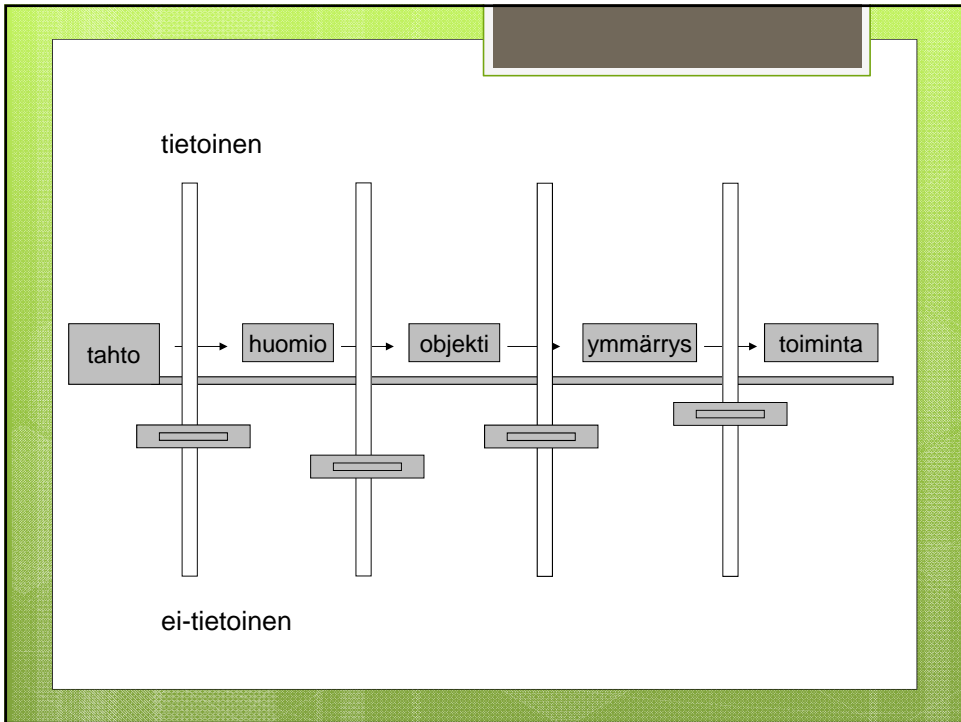 tietoinen
tahto
huomio
objekti
ymmärrys
toiminta
ei-tietoinen